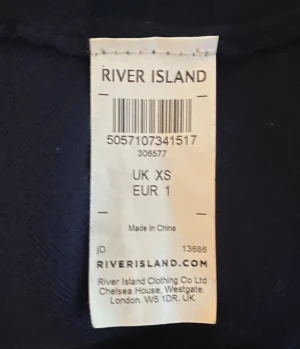 RIVER ISLAND
5057107341517
306577
UK XS
EUR 1
Made In China
jD 13686
RIVERISLAND.COM
River Island Clothing Co Ltd
Chelsea House, Westgate.
London. W5 1DR. UK